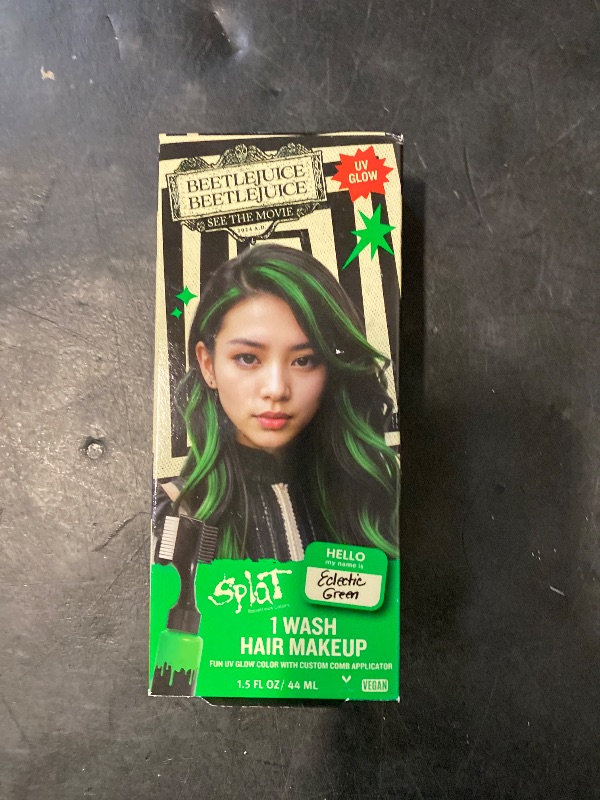 BEETLEJUICE
BEETLEJUICE
SEE THE MOVIE
2024 A.D.
UV
GLOW
HELLO
my name is
Eclectic
Green
Splat
1 WASH
HAIR MAKEUP
FUN UV GLOW COLOR WITH CUSTOM COMB APPLICATOR
1.5 FL OZ/ 44 ML
VEGAN